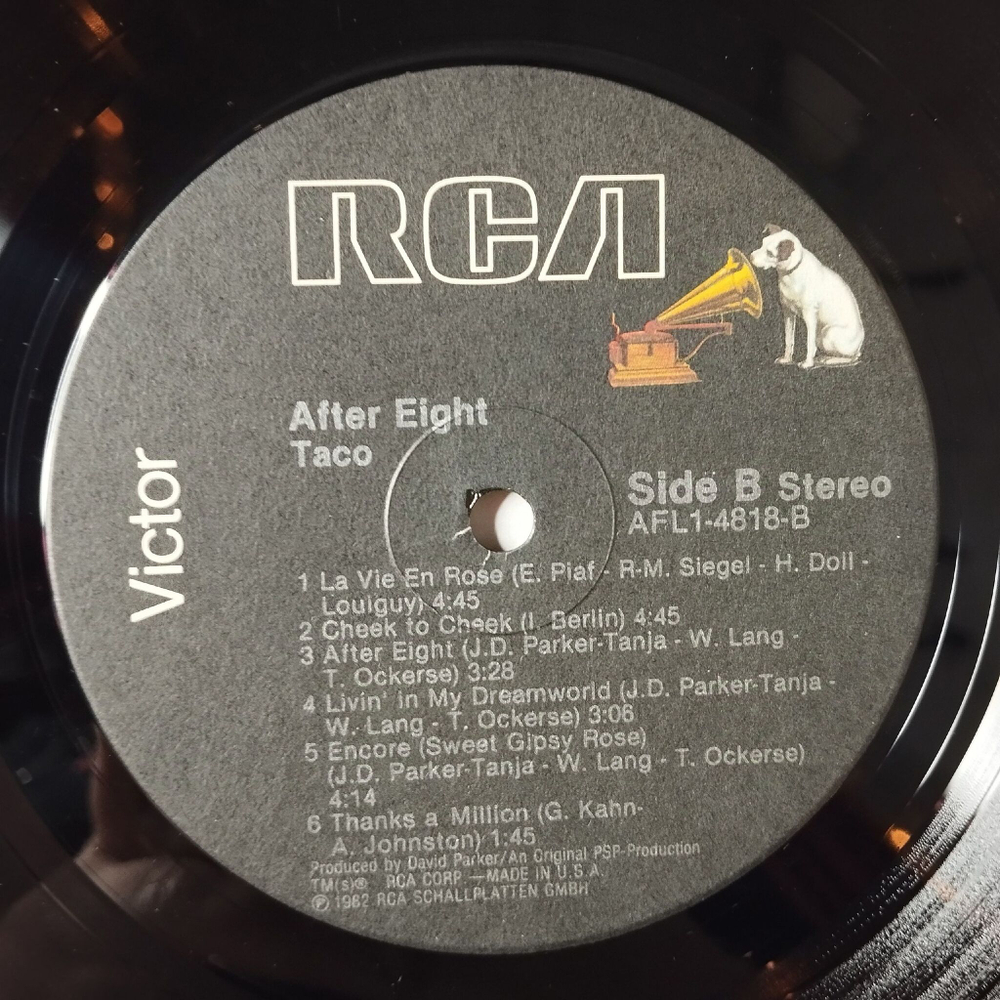 RCA
After Eight
Taco
Victor
Side B Stereo
AFL1-4818-B
1 La Vie En Rose (E. Piaf - R-M. Siegel - H. Doll -
Louiguy) 4:45
2 Cheek to Cheek (I. Berlin) 4:45
3 After Eight (J.D. Parker-Tanja - W. Lang -
T. Ockerse) 3:28
4 Livin' in My Dreamworld (J.D. Parker-Tanja -
W. Lang - T. Ockerse) 3:06
5 Encore (Sweet Gipsy Rose)
(J.D. Parker-Tanja - W. Lang - T. Ockerse)
4:14
6 Thanks a Million (G. Kahn-
A. Johnston) 1:45
Produced by David Parker/An Original PSP-Production
TM(s)® RCA CORP —MADE IN U.S.A.
℗ 1982 RCA SCHALLPLATTEN GMBH